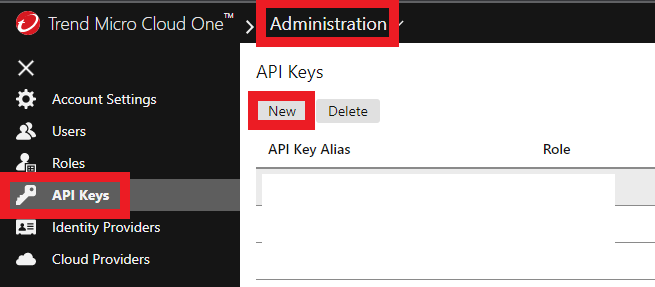 Trend Micro Cloud One™ > Administration
API Keys
New Delete
API Key Alias Role
Account Settings
Users
Roles
API Keys
Identity Providers
Cloud Providers